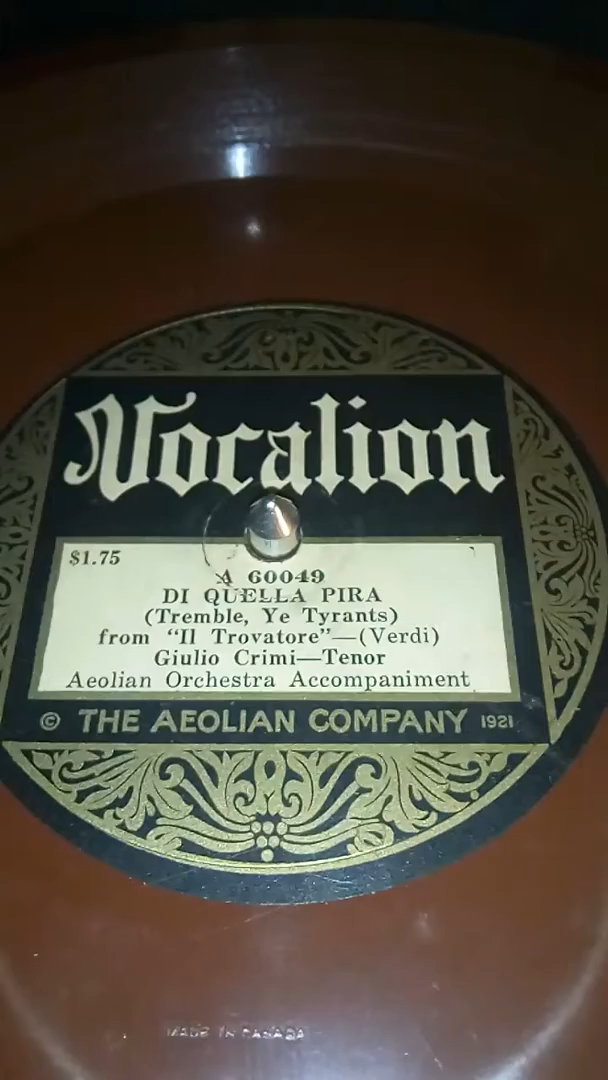 Vocalion
$1.75
A 60049
DI QUELLA PIRA
(Tremble, Ye Tyrants)
from "Il Trovatore"—(Verdi)
Giulio Crimi—Tenor
Aeolian Orchestra Accompaniment
© THE AEOLIAN COMPANY 1921
MADE IN CANADA